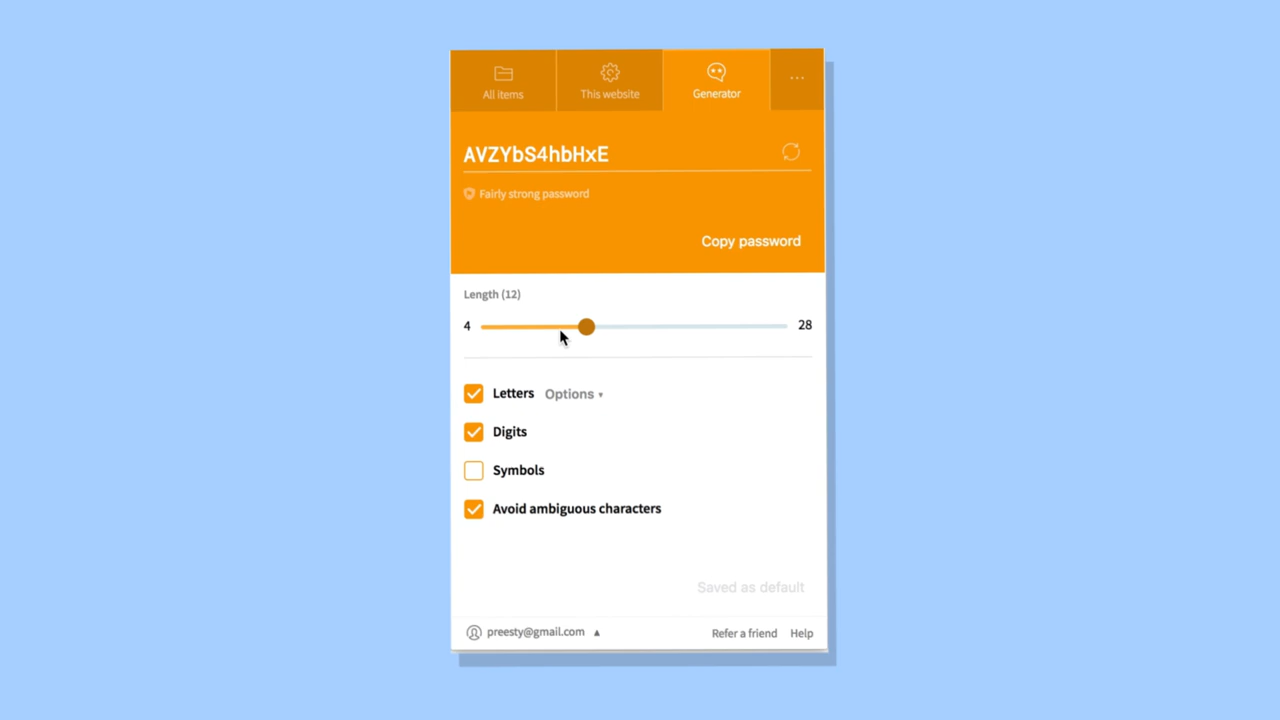 All items This website Generator ...
AVZYbS4hbHxE
Fairly strong password
Copy password
Length (12)
4 28
Letters Options ▾
Digits
Symbols
Avoid ambiguous characters
Saved as default
preesty@gmail.com ▲ Refer a friend Help